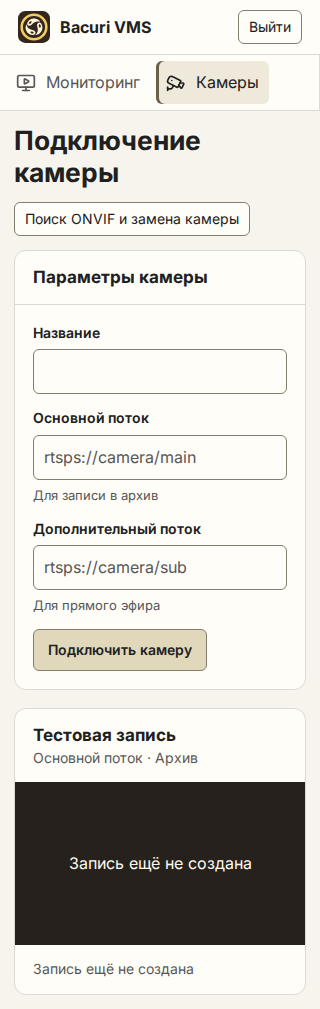 Bacuri VMS
Выйти
Мониторинг
Камеры
Подключение
камеры
Поиск ONVIF и замена камеры
Параметры камеры
Название
Основной поток
rtsps://camera/main
Для записи в архив
Дополнительный поток
rtsps://camera/sub
Для прямого эфира
Подключить камеру
Тестовая запись
Основной поток · Архив
Запись ещё не создана
Запись ещё не создана